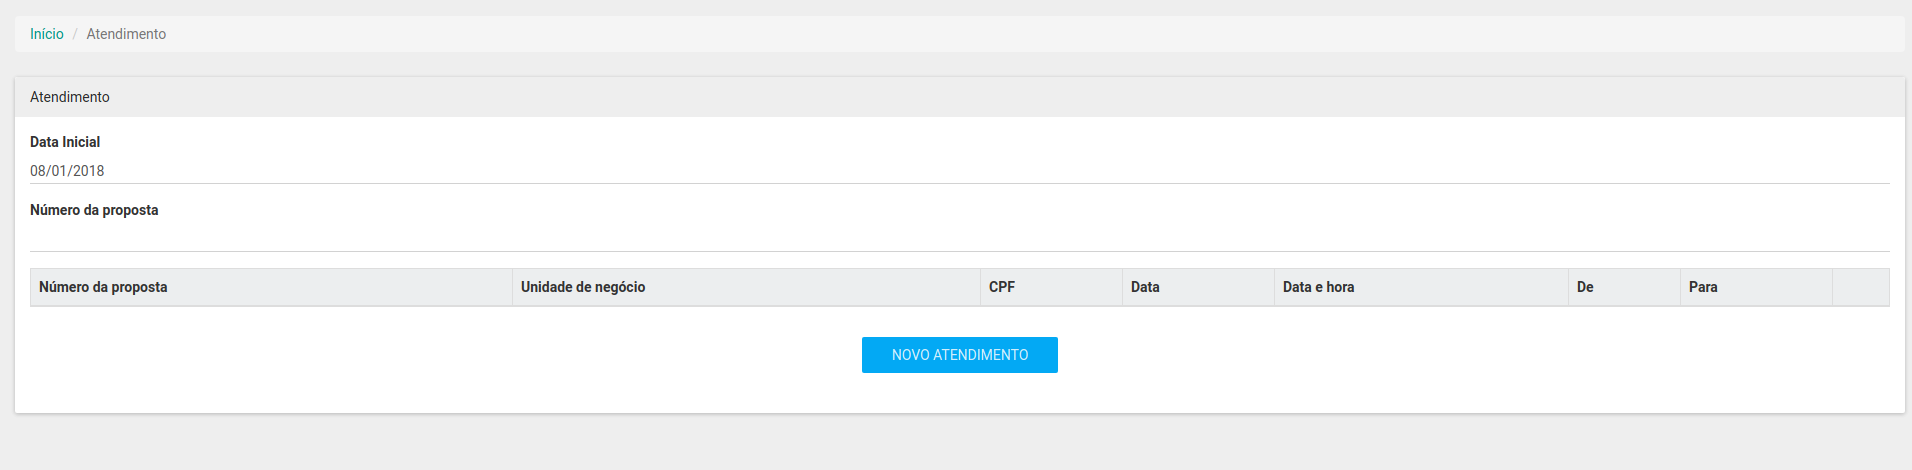 Início / Atendimento
Atendimento
Data Inicial
08/01/2018
Número da proposta
Número da proposta Unidade de negócio CPF Data Data e hora De Para
NOVO ATENDIMENTO